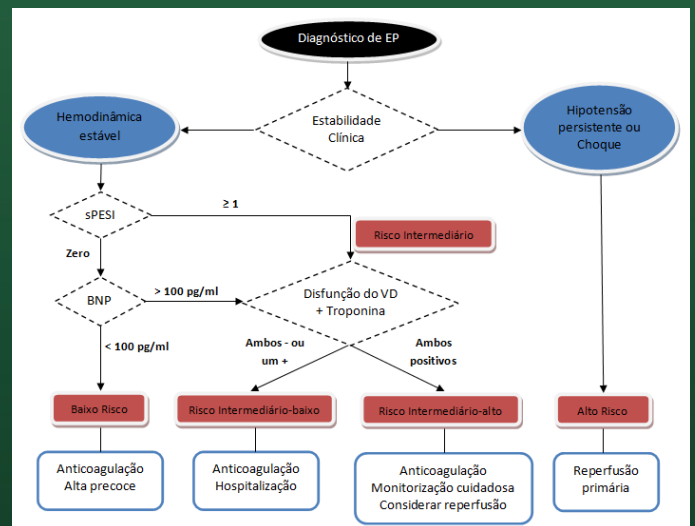 Diagnóstico de EP
Estabilidade
Clínica
Hemodinâmica
estável
Hipotensão
persistente ou
Choque
sPESI
≥ 1
Risco Intermediário
Zero
BNP
> 100 pg/ml
Disfunção do VD
+ Troponina
< 100 pg/ml
Ambos - ou
um +
Ambos
positivos
Baixo Risco
Risco Intermediário-baixo
Risco Intermediário-alto
Alto Risco
Anticoagulação
Alta precoce
Anticoagulação
Hospitalização
Anticoagulação
Monitorização cuidadosa
Considerar reperfusão
Reperfusão
primária